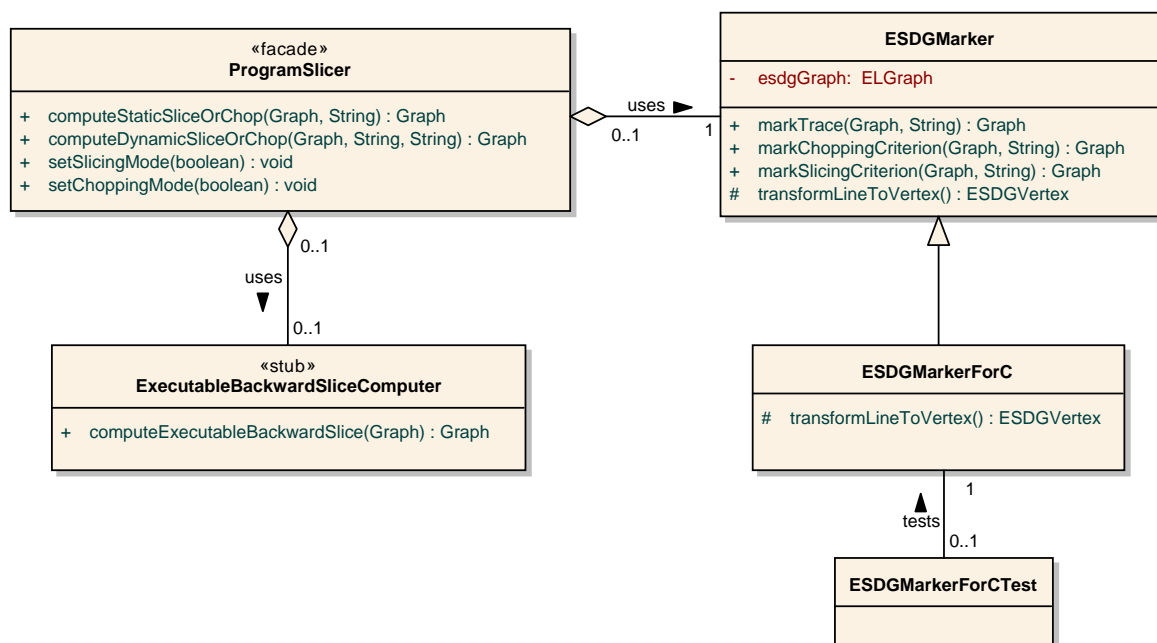 «facade»
ProgramSlicer
+ computeStaticSliceOrChop(Graph, String) : Graph
+ computeDynamicSliceOrChop(Graph, String, String) : Graph
+ setSlicingMode(boolean) : void
+ setChoppingMode(boolean) : void
uses
0..1
1
ESDGMarker
- esdgGraph: ELGraph
+ markTrace(Graph, String) : Graph
+ markChoppingCriterion(Graph, String) : Graph
+ markSlicingCriterion(Graph, String) : Graph
# transformLineToVertex() : ESDGVertex
0..1
uses
0..1
«stub»
ExecutableBackwardSliceComputer
+ computeExecutableBackwardSlice(Graph) : Graph
ESDGMarkerForC
# transformLineToVertex() : ESDGVertex
1
tests
0..1
ESDGMarkerForCTest